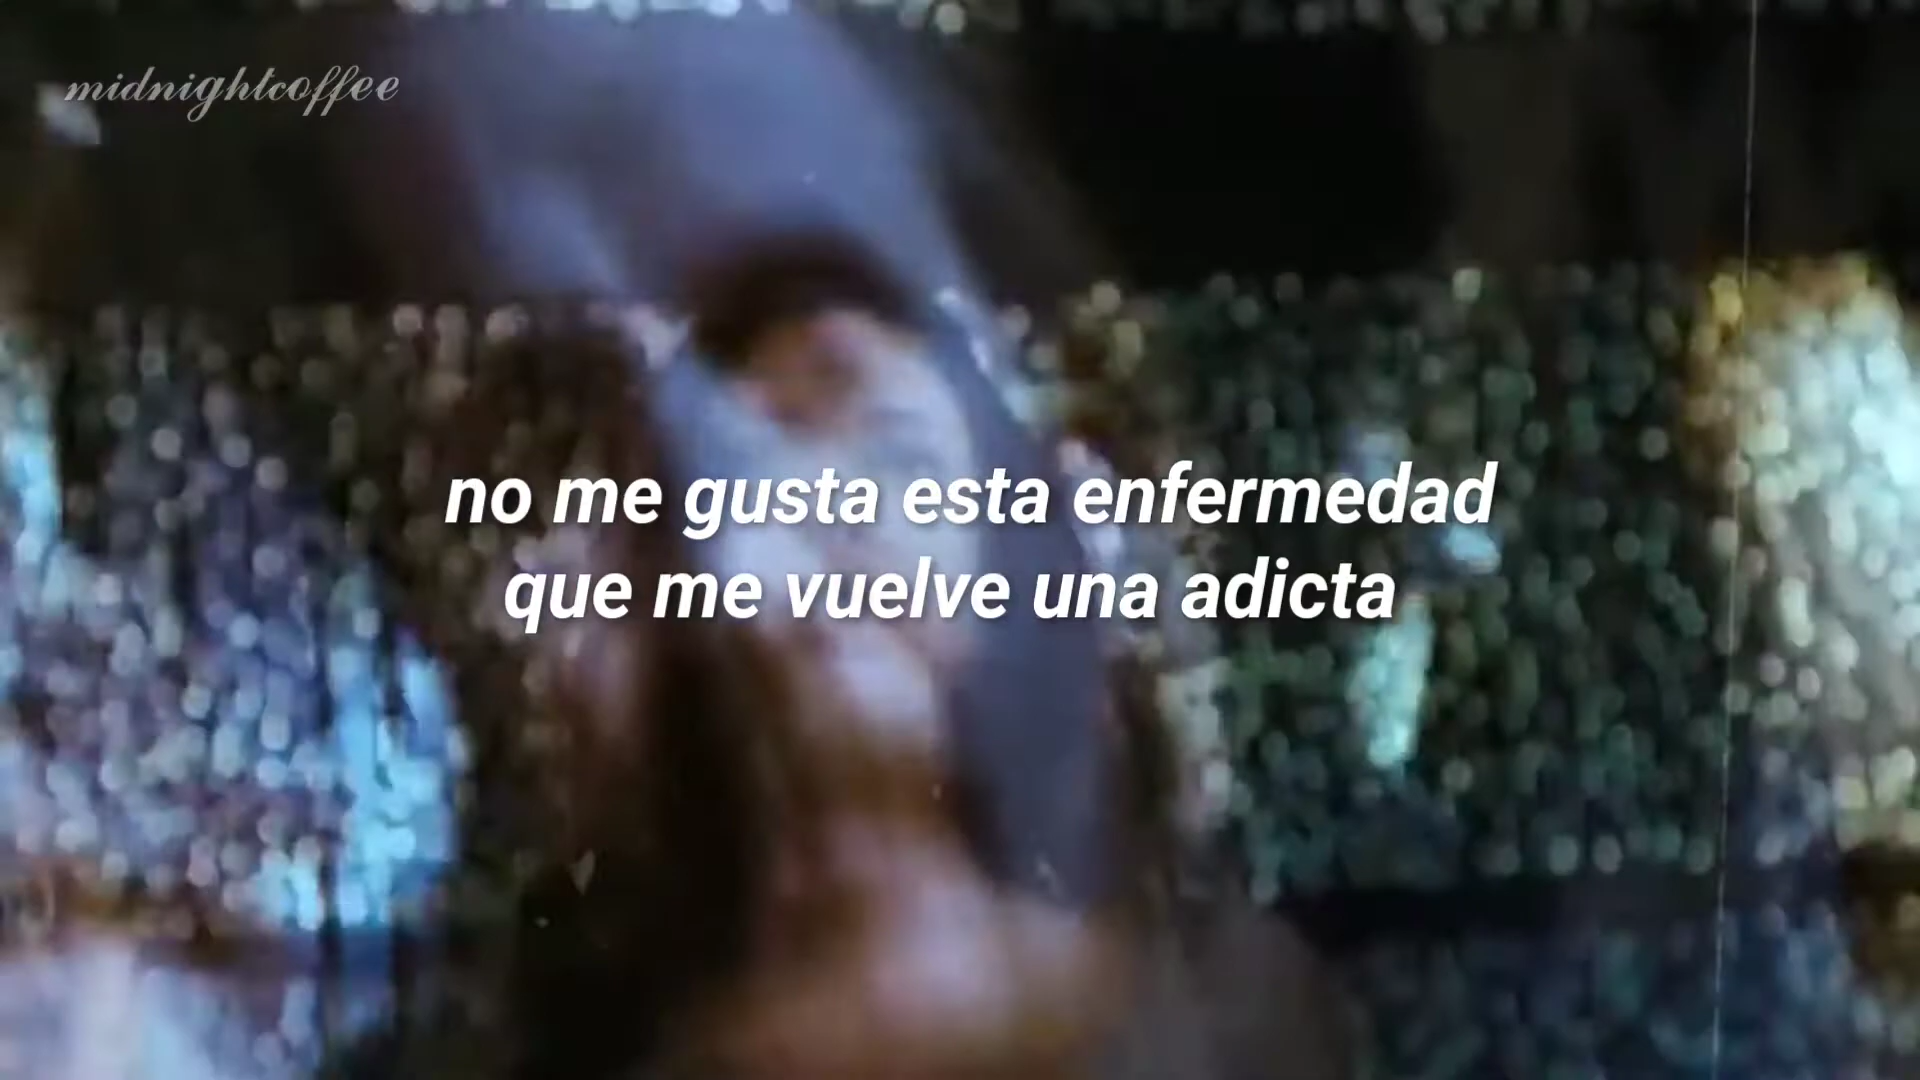 midnightcoffee
no me gusta esta enfermedad
que me vuelve una adicta